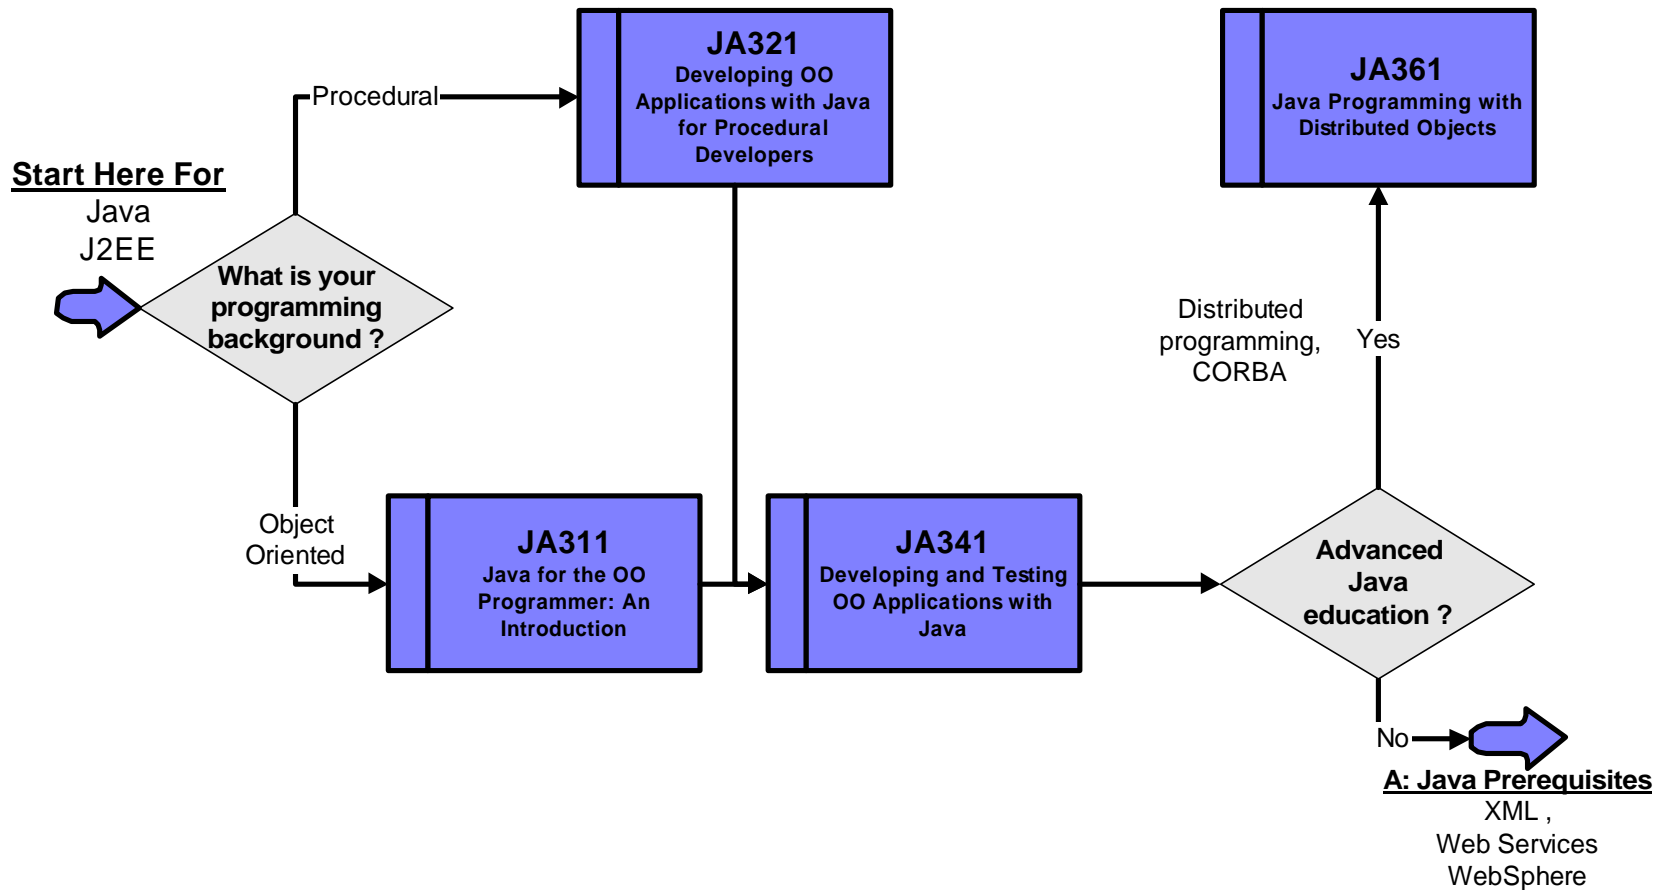 Start Here For
Java
J2EE
What is your
programming
background ?
Procedural
JA321
Developing OO
Applications with Java
for Procedural
Developers
Object
Oriented
JA311
Java for the OO
Programmer: An
Introduction
JA341
Developing and Testing
OO Applications with
Java
Advanced
Java
education ?
Distributed
programming,
CORBA
Yes
JA361
Java Programming with
Distributed Objects
No
A: Java Prerequisites
XML ,
Web Services
WebSphere